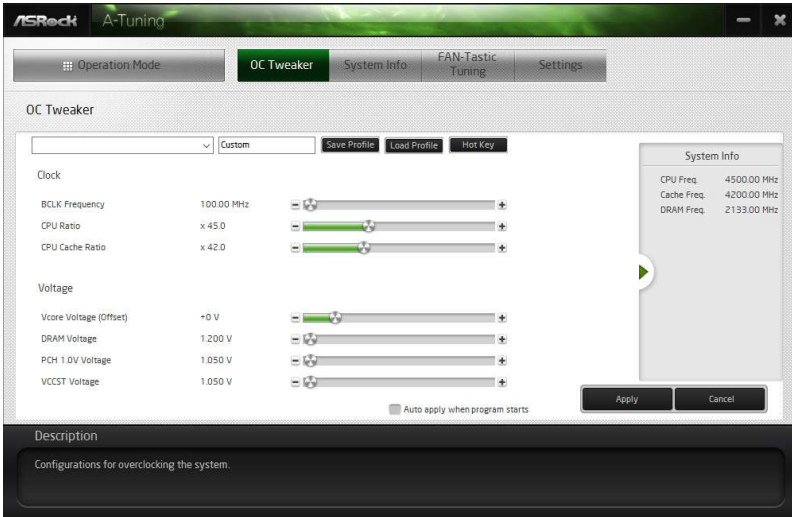 ASRock A-Tuning
Operation Mode OC Tweaker System Info FAN-Tastic Tuning Settings
OC Tweaker
Custom Save Profile Load Profile Hot Key
Clock
BCLK Frequency 100.00 MHz
CPU Ratio x 45.0
CPU Cache Ratio x 42.0
Voltage
Vcore Voltage (Offset) +0 V
DRAM Voltage 1.200 V
PCH 1.0V Voltage 1.050 V
VCCST Voltage 1.050 V
Auto apply when program starts
System Info
CPU Freq. 4500.00 MHz
Cache Freq. 4200.00 MHz
DRAM Freq. 2133.00 MHz
Apply Cancel
Description
Configurations for overclocking the system.